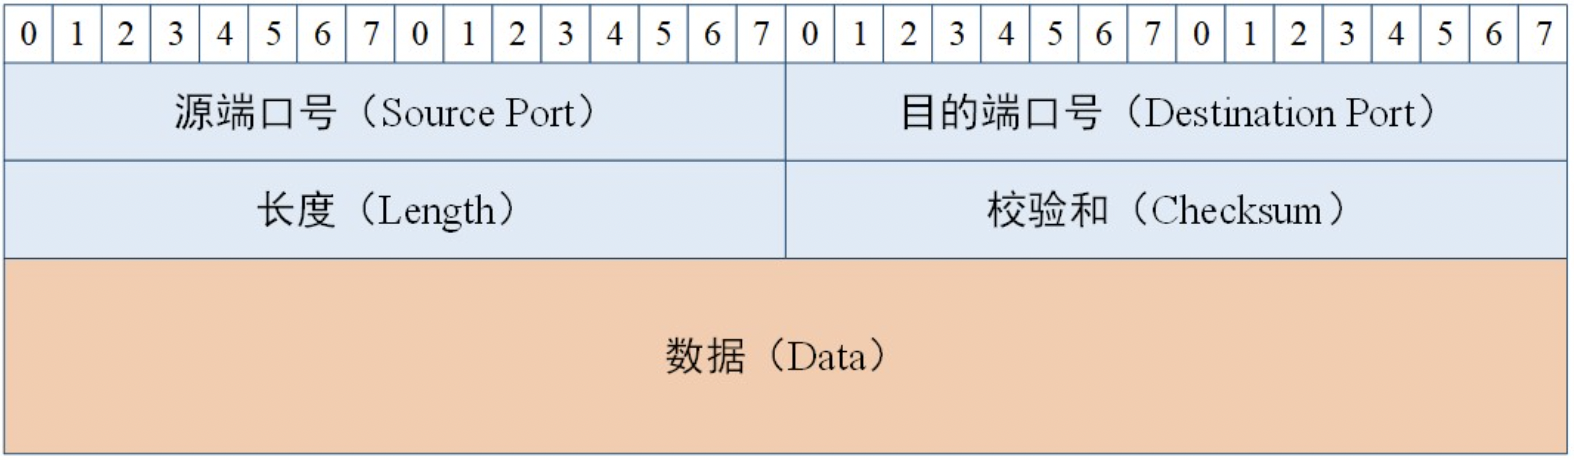 0 1 2 3 4 5 6 7 0 1 2 3 4 5 6 7 0 1 2 3 4 5 6 7 0 1 2 3 4 5 6 7
源端口号（Source Port） 目的端口号（Destination Port）
长度（Length） 校验和（Checksum）
数据（Data）